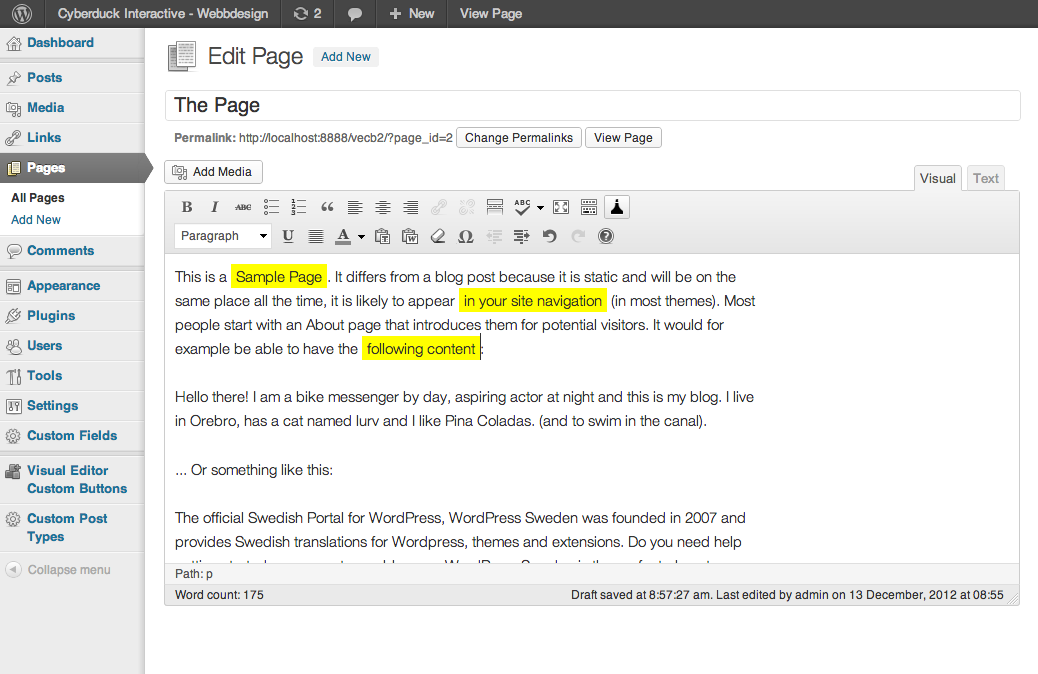 Cyberduck Interactive - Webbdesign 2 New View Page
Dashboard
Posts
Media
Links
Pages
All Pages
Add New
Comments
Appearance
Plugins
Users
Tools
Settings
Custom Fields
Visual Editor
Custom Buttons
Custom Post
Types
Collapse menu
Edit Page Add New
The Page
Permalink: http://localhost:8888/vecb2/?page_id=2 Change Permalinks View Page
Add Media
Visual Text
B I ABC ABC
Paragraph U A T W Ω ?
This is a Sample Page . It differs from a blog post because it is static and will be on the
same place all the time, it is likely to appear in your site navigation (in most themes). Most
people start with an About page that introduces them for potential visitors. It would for
example be able to have the following content :
Hello there! I am a bike messenger by day, aspiring actor at night and this is my blog. I live
in Orebro, has a cat named lurv and I like Pina Coladas. (and to swim in the canal).
... Or something like this:
The official Swedish Portal for WordPress, WordPress Sweden was founded in 2007 and
provides Swedish translations for Wordpress, themes and extensions. Do you need help
Path: p
Word count: 175 Draft saved at 8:57:27 am. Last edited by admin on 13 December, 2012 at 08:55